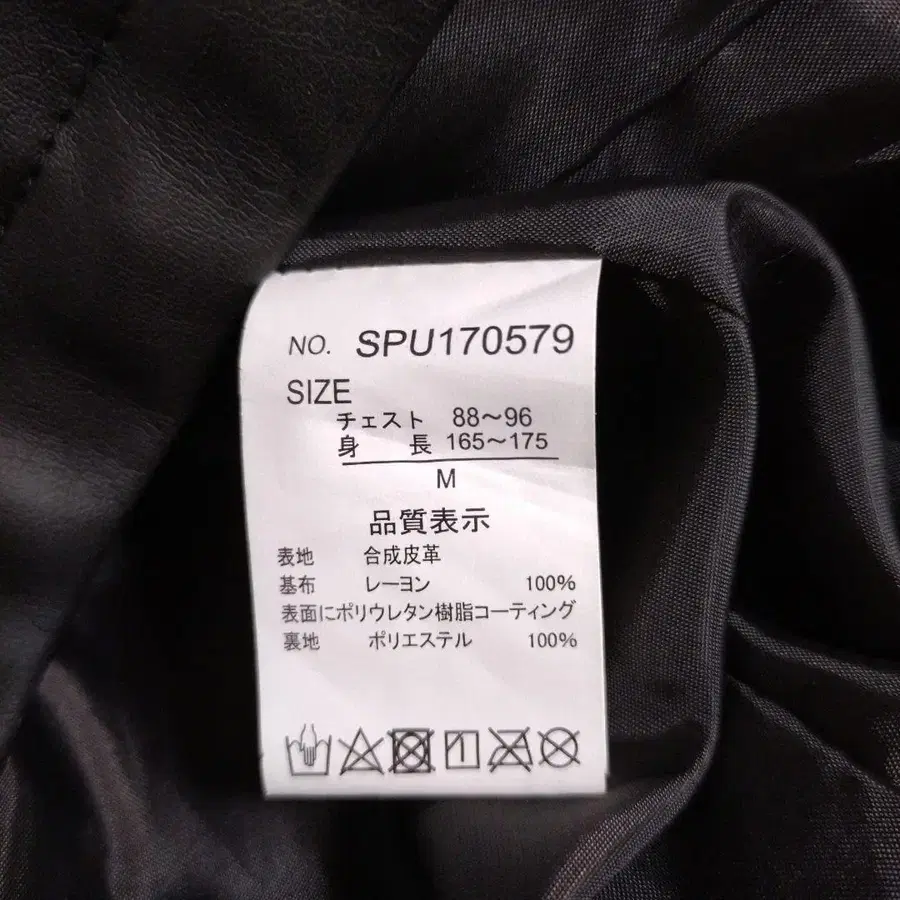 NO. SPU170579
SIZE
チェスト 88～96
身 長 165～175
M
品質表示
表地 合成皮革
基布 レーヨン 100%
表面にポリウレタン樹脂コーティング
裏地 ポリエステル 100%